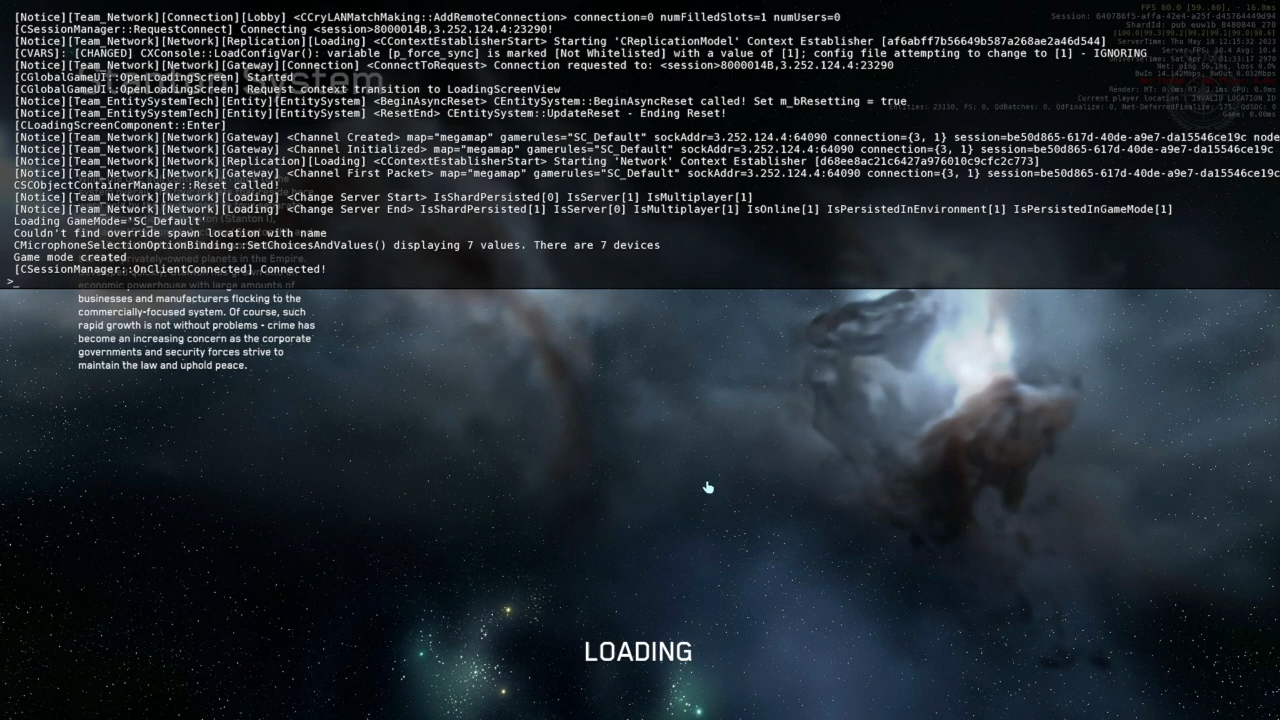 [Notice][Team_Network][Connection][Lobby] <CCryLANMatchMaking::AddRemoteConnection> connection=0 numFilledSlots=1 numUsers=0
[CSessionManager::RequestConnect] Connecting <session>8000014B,3.252.124.4:23290!
[Notice][Team_Network][Network][Replication][Loading] <CContextEstablisherStart> Starting 'CReplicationModel' Context Establisher [af6abff7b56649b587a268ae2a46d544]
[CVARS]: [CHANGED] CXConsole::LoadConfigVar(): variable [p_force_sync] is marked [Not Whitelisted] with a value of [1]; config file attempting to change to [1] - IGNORING
[Notice][Team_Network][Network][Gateway][Connection] <ConnectToRequest> Connection requested to: <session>8000014B,3.252.124.4:23290
[CGlobalGameUI::OpenLoadingScreen] Started
[CGlobalGameUI::OpenLoadingScreen] Request context transition to LoadingScreenView
[Notice][Team_EntitySystemTech][Entity][EntitySystem] <BeginAsyncReset> CEntitySystem::BeginAsyncReset called! Set m_bResetting = true
[Notice][Team_EntitySystemTech][Entity][EntitySystem] <ResetEnd> CEntitySystem::UpdateReset - Ending Reset!
[CLoadingScreenComponent::Enter]
[Notice][Team_Network][Network][Gateway] <Channel Created> map="megamap" gamerules="SC_Default" sockAddr=3.252.124.4:64090 connection={3, 1} session=be50d865-617d-40de-a9e7-da15546ce19c node
[Notice][Team_Network][Network][Gateway] <Channel Initialized> map="megamap" gamerules="SC_Default" sockAddr=3.252.124.4:64090 connection={3, 1} session=be50d865-617d-40de-a9e7-da15546ce19c
[Notice][Team_Network][Network][Replication][Loading] <CContextEstablisherStart> Starting 'Network' Context Establisher [d68ee8ac21c6427a976010c9cfc2c773]
[Notice][Team_Network][Network][Gateway] <Channel First Packet> map="megamap" gamerules="SC_Default" sockAddr=3.252.124.4:64090 connection={3, 1} session=be50d865-617d-40de-a9e7-da15546ce19c
CSCObjectContainerManager::Reset called!
[Notice][Team_Network][Network][Loading] <Change Server Start> IsShardPersisted[0] IsServer[1] IsMultiplayer[1]
[Notice][Team_Network][Network][Loading] <Change Server End> IsShardPersisted[1] IsServer[0] IsMultiplayer[1] IsOnline[1] IsPersistedInEnvironment[1] IsPersistedInGameMode[1]
Loading GameMode='SC_Default'
Couldn't find override spawn location with name
CMicrophoneSelectionOptionBinding::SetChoicesAndValues() displaying 7 values. There are 7 devices
Game mode created
[CSessionManager::OnClientConnected] Connected!
>_
Stanton System
privately-owned planets in the Empire.
economic powerhouse with large amounts of
businesses and manufacturers flocking to the
commercially-focused system. Of course, such
rapid growth is not without problems - crime has
become an increasing concern as the corporate
governments and security forces strive to
maintain the law and uphold peace.
LOADING